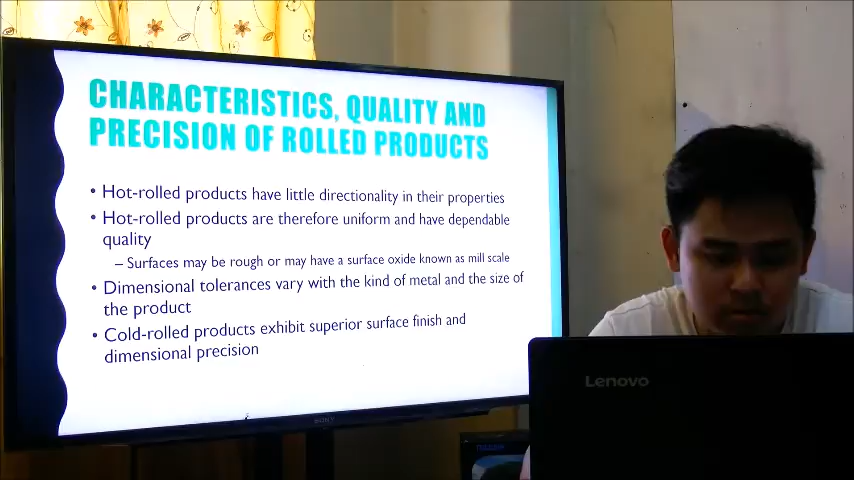 CHARACTERISTICS, QUALITY AND
PRECISION OF ROLLED PRODUCTS
• Hot-rolled products have little directionality in their properties
• Hot-rolled products are therefore uniform and have dependable
quality
– Surfaces may be rough or may have a surface oxide known as mill scale
• Dimensional tolerances vary with the kind of metal and the size of
the product
• Cold-rolled products exhibit superior surface finish and
dimensional precision
SONY
Lenovo